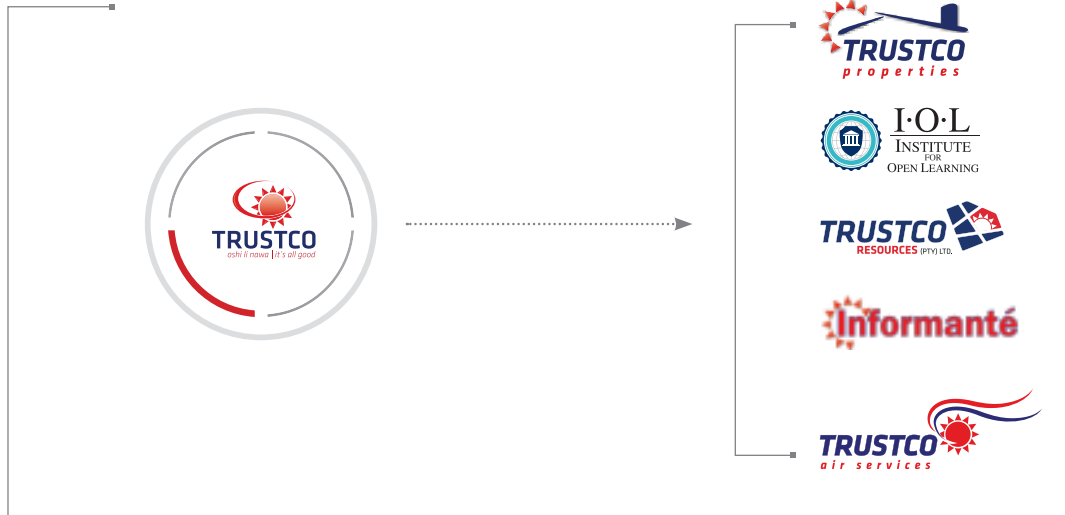 TRUSTCO
oshi li nawa | it's all good
TRUSTCO
properties
I·O·L
INSTITUTE
FOR
OPEN LEARNING
TRUSTCO
RESOURCES (PTY) LTD.
Informanté
TRUSTCO
air services